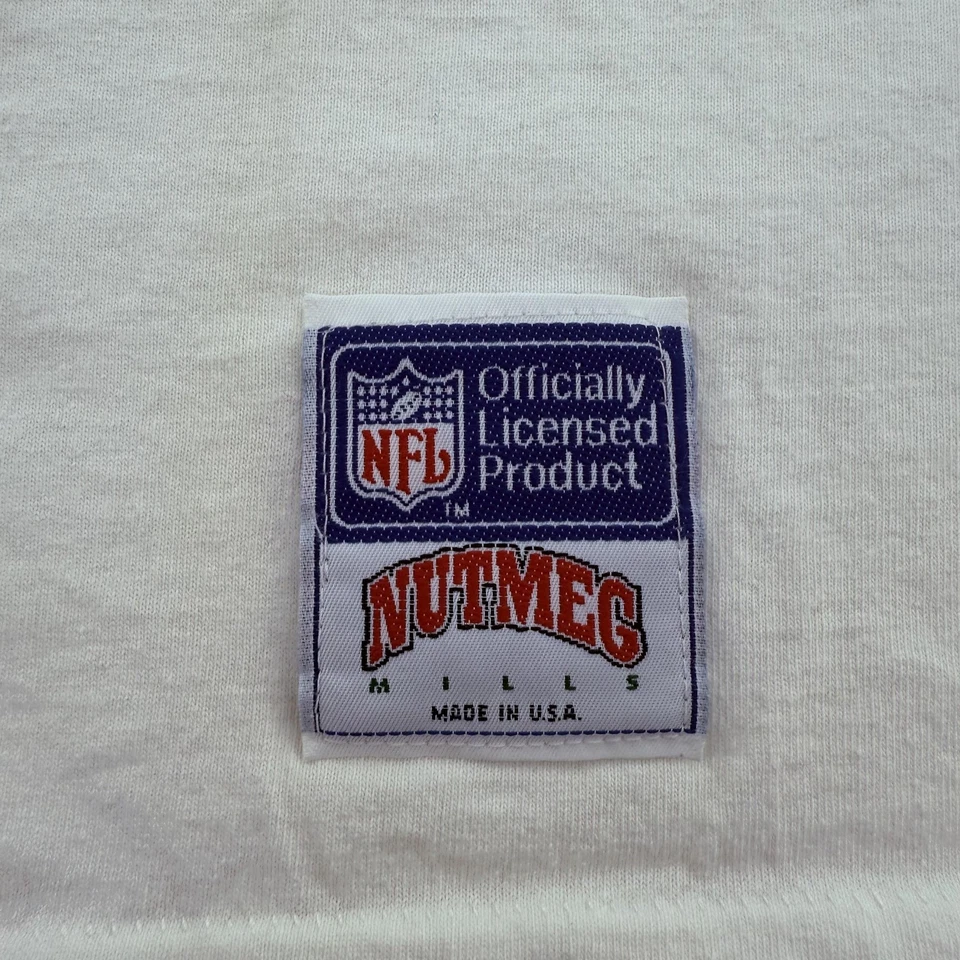 Officially
Licensed
Product
NFL
TM
NUTMEG
MILLS
MADE IN U.S.A.